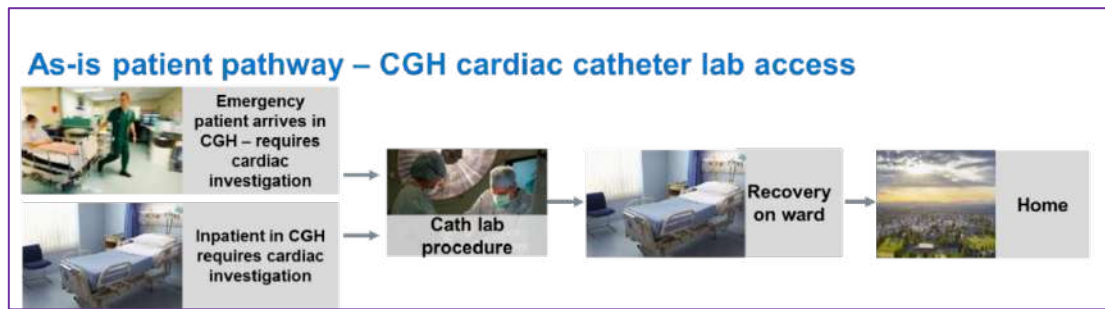 As-is patient pathway – CGH cardiac catheter lab access
Emergency
patient arrives in
CGH – requires
cardiac
investigation
Inpatient in CGH
requires cardiac
investigation
Cath lab
procedure
Recovery
on ward
Home